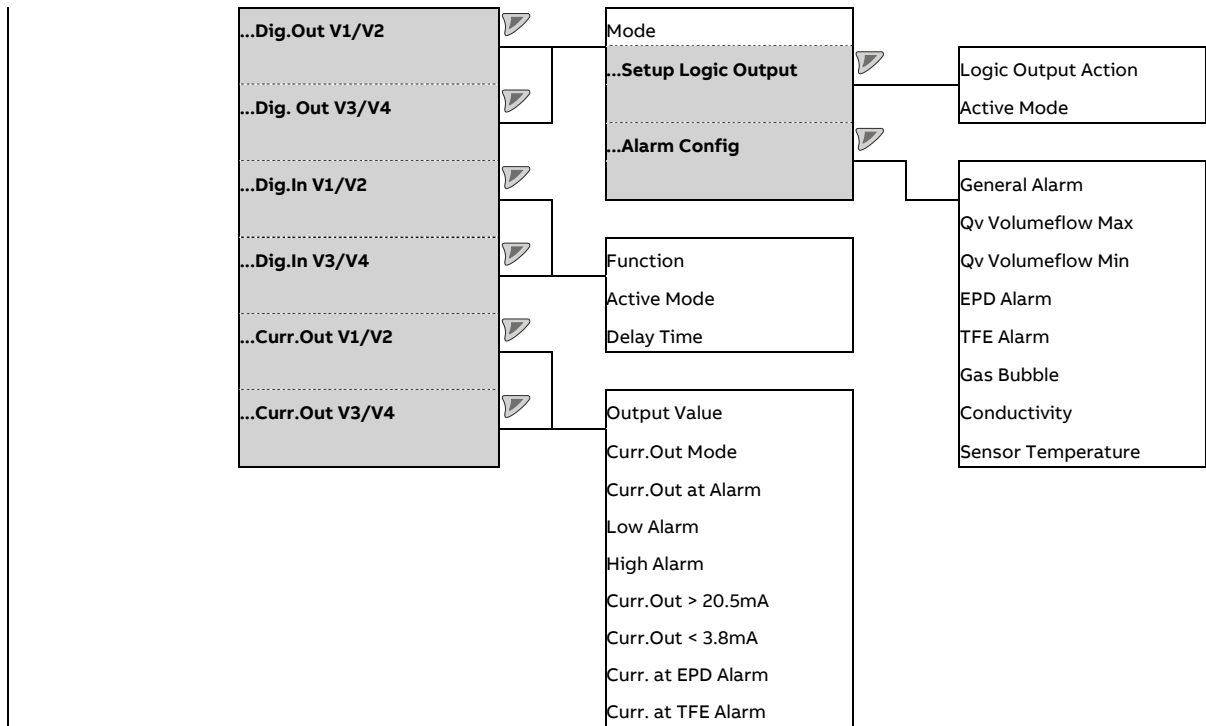 ...Dig.Out V1/V2
...Dig. Out V3/V4
...Dig.In V1/V2
...Dig.In V3/V4
...Curr.Out V1/V2
...Curr.Out V3/V4
Mode
...Setup Logic Output
...Alarm Config
Function
Active Mode
Delay Time
Output Value
Curr.Out Mode
Curr.Out at Alarm
Low Alarm
High Alarm
Curr.Out > 20.5mA
Curr.Out < 3.8mA
Curr. at EPD Alarm
Curr. at TFE Alarm
Logic Output Action
Active Mode
General Alarm
Qv Volumeflow Max
Qv Volumeflow Min
EPD Alarm
TFE Alarm
Gas Bubble
Conductivity
Sensor Temperature